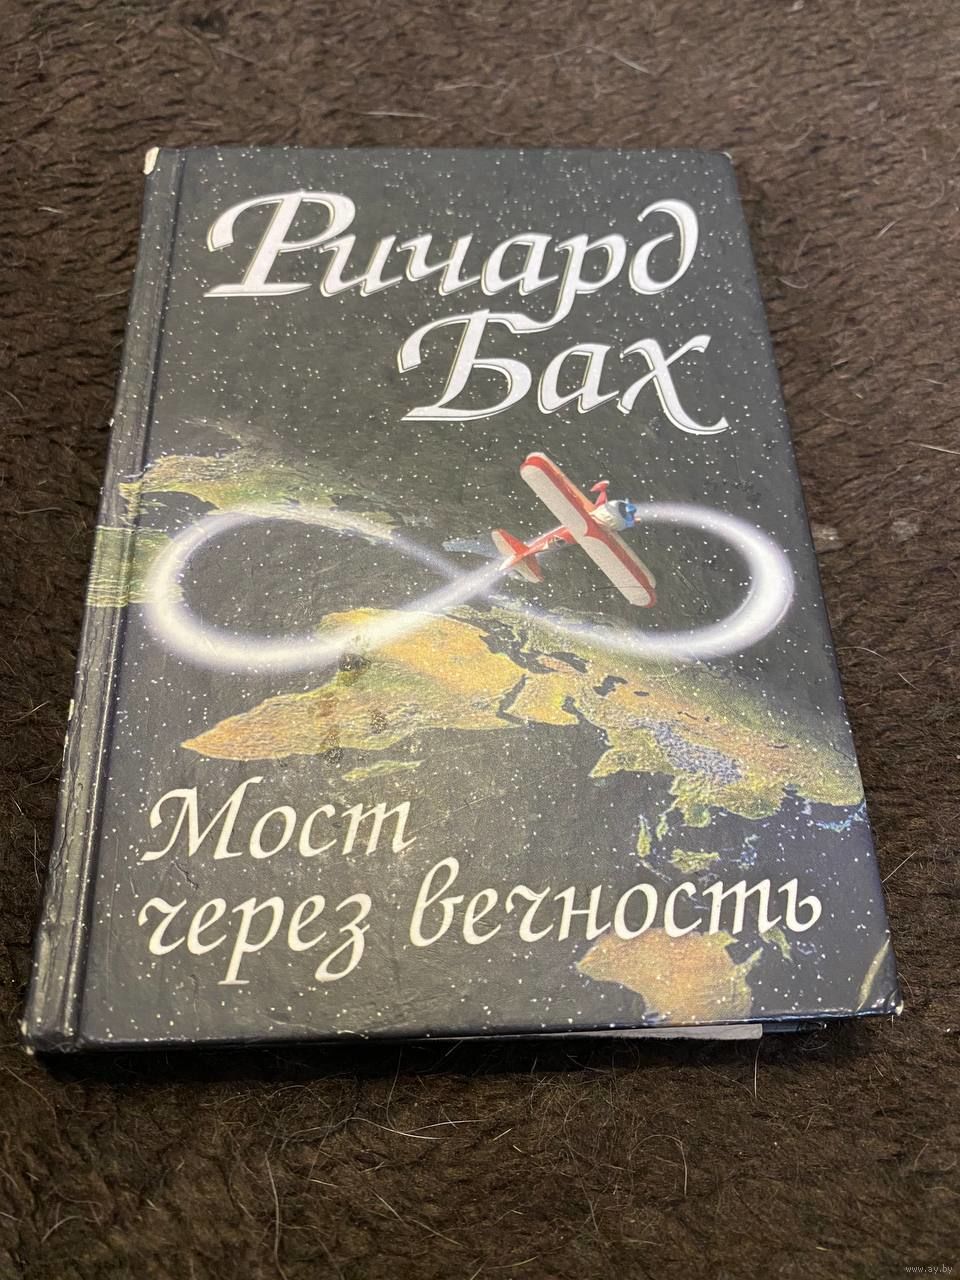 Ричард
Бах
Мост
через вечность
www.ay.by